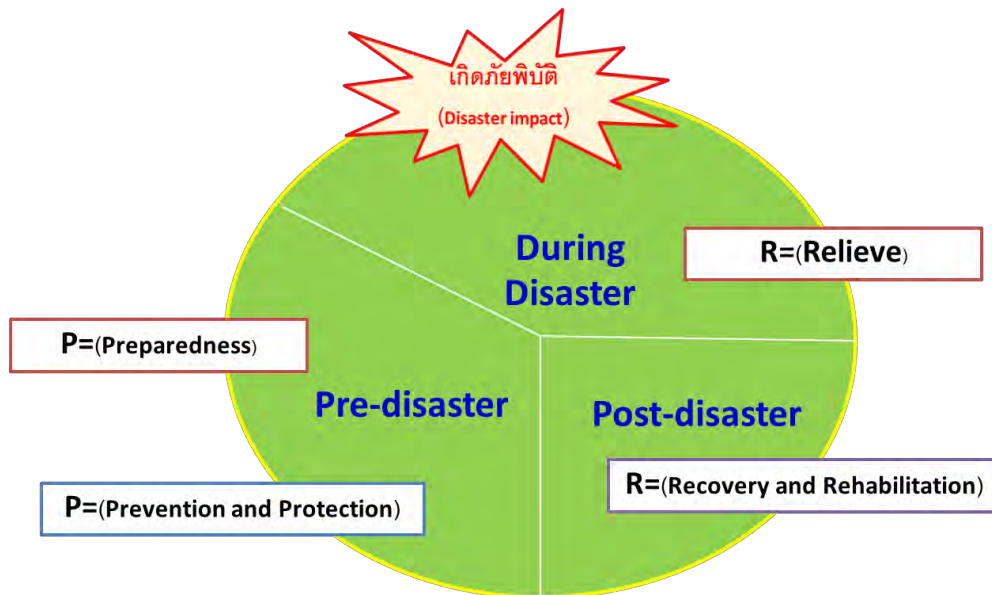 เกิดภัยพิบัติ
(Disaster impact)
During
Disaster
R=(Relieve)
P=(Preparedness)
Pre-disaster
Post-disaster
P=(Prevention and Protection)
R=(Recovery and Rehabilitation)